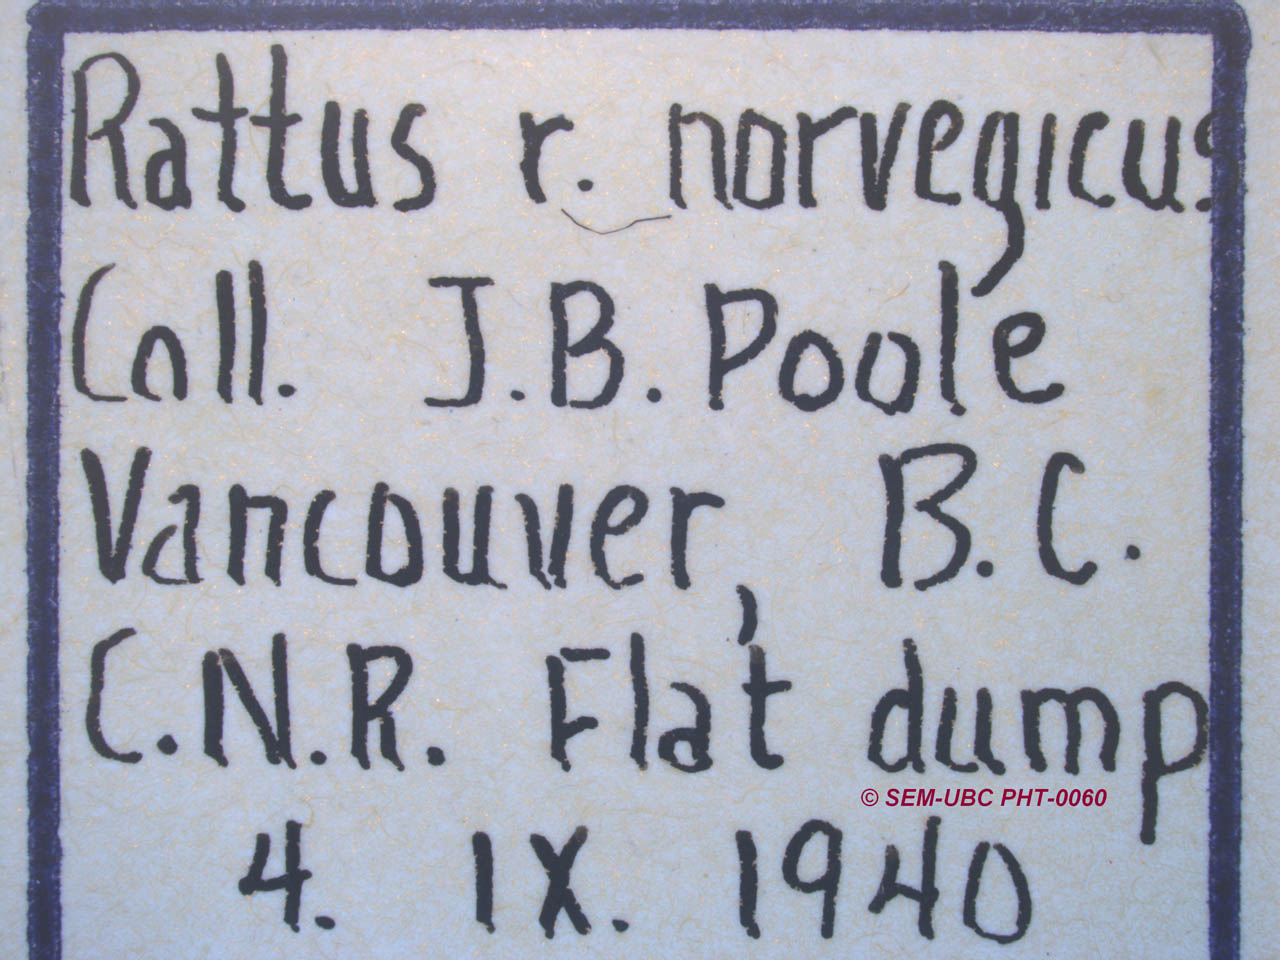 Rattus r. norvegicus
Coll. J.B. Poole
Vancouver, B.C.
C.N.R. Flat dump
© SEM-UBC PHT-0060
4. IX. 1940